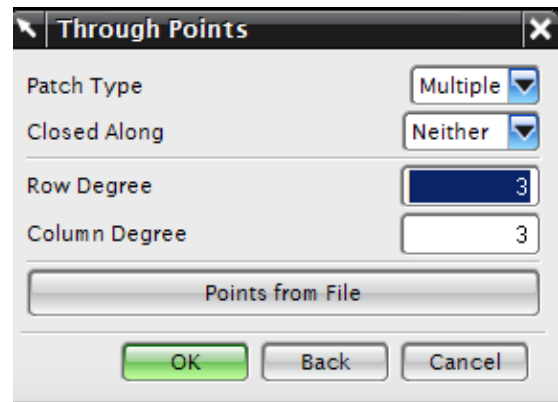 Through Points
Patch Type Multiple
Closed Along Neither
Row Degree 3
Column Degree 3
Points from File
OK Back Cancel